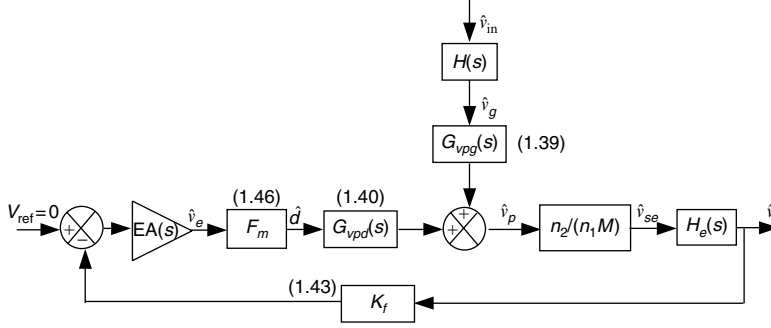 v̂in
H(s)
v̂g
Gvpg(s) (1.39)
(1.46) (1.40)
Vref=0 + − EA(s) v̂e Fm d̂ Gvpd(s) + + v̂p n2/(n1M) v̂se He(s) v̂
(1.43) Kf